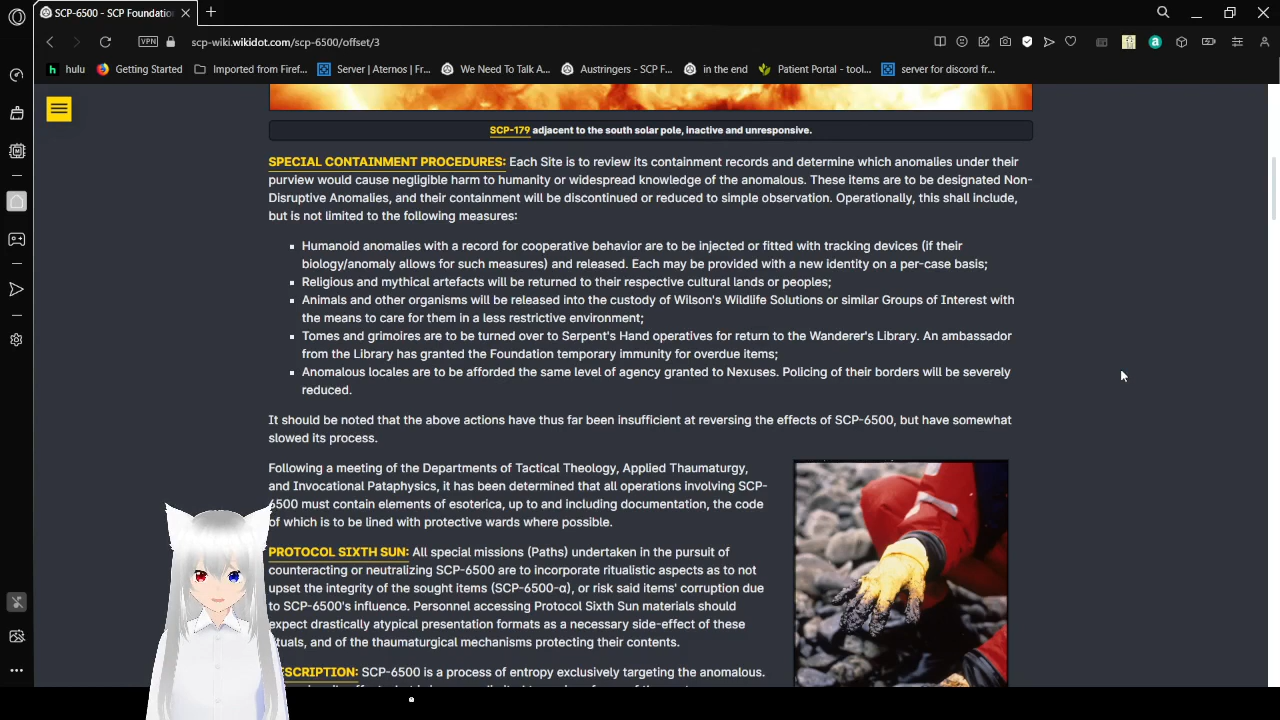 SCP-6500 - SCP Foundatio
VPN
scp-wiki.wikidot.com/scp-6500/offset/3
hulu
Getting Started
Imported from Firef...
Server | Aternos | Fr...
We Need To Talk A...
Austringers - SCP F...
in the end
Patient Portal - tool...
server for discord fr...
SCP-179 adjacent to the south solar pole, inactive and unresponsive.
SPECIAL CONTAINMENT PROCEDURES: Each Site is to review its containment records and determine which anomalies under their
purview would cause negligible harm to humanity or widespread knowledge of the anomalous. These items are to be designated Non-
Disruptive Anomalies, and their containment will be discontinued or reduced to simple observation. Operationally, this shall include,
but is not limited to the following measures:
Humanoid anomalies with a record for cooperative behavior are to be injected or fitted with tracking devices (if their
biology/anomaly allows for such measures) and released. Each may be provided with a new identity on a per-case basis;
Religious and mythical artefacts will be returned to their respective cultural lands or peoples;
Animals and other organisms will be released into the custody of Wilson's Wildlife Solutions or similar Groups of Interest with
the means to care for them in a less restrictive environment;
Tomes and grimoires are to be turned over to Serpent's Hand operatives for return to the Wanderer's Library. An ambassador
from the Library has granted the Foundation temporary immunity for overdue items;
Anomalous locales are to be afforded the same level of agency granted to Nexuses. Policing of their borders will be severely
reduced.
It should be noted that the above actions have thus far been insufficient at reversing the effects of SCP-6500, but have somewhat
slowed its process.
Following a meeting of the Departments of Tactical Theology, Applied Thaumaturgy,
and Invocational Pataphysics, it has been determined that all operations involving SCP-
6500 must contain elements of esoterica, up to and including documentation, the code
of which is to be lined with protective wards where possible.
PROTOCOL SIXTH SUN: All special missions (Paths) undertaken in the pursuit of
counteracting or neutralizing SCP-6500 are to incorporate ritualistic aspects as to not
upset the integrity of the sought items (SCP-6500-α), or risk said items' corruption due
to SCP-6500's influence. Personnel accessing Protocol Sixth Sun materials should
expect drastically atypical presentation formats as a necessary side-effect of these
tuals, and of the thaumaturgical mechanisms protecting their contents.
SCRIPTION: SCP-6500 is a process of entropy exclusively targeting the anomalous.